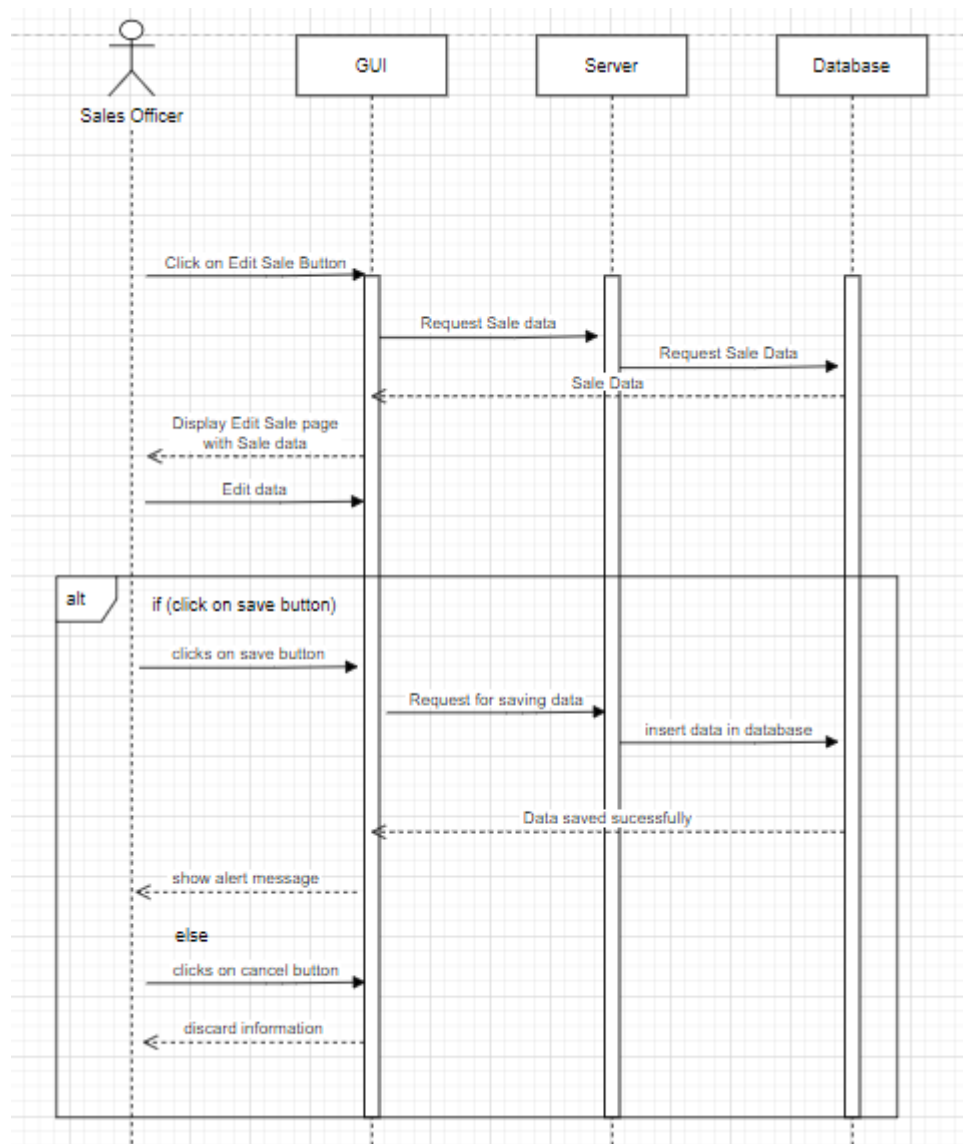 GUI
Server
Database
Sales Officer
Click on Edit Sale Button
Request Sale data
Request Sale Data
Sale Data
Display Edit Sale page
with Sale data
Edit data
alt
if (click on save button)
clicks on save button
Request for saving data
insert data in database
Data saved sucessfully
show alert message
else
clicks on cancel button
discard information